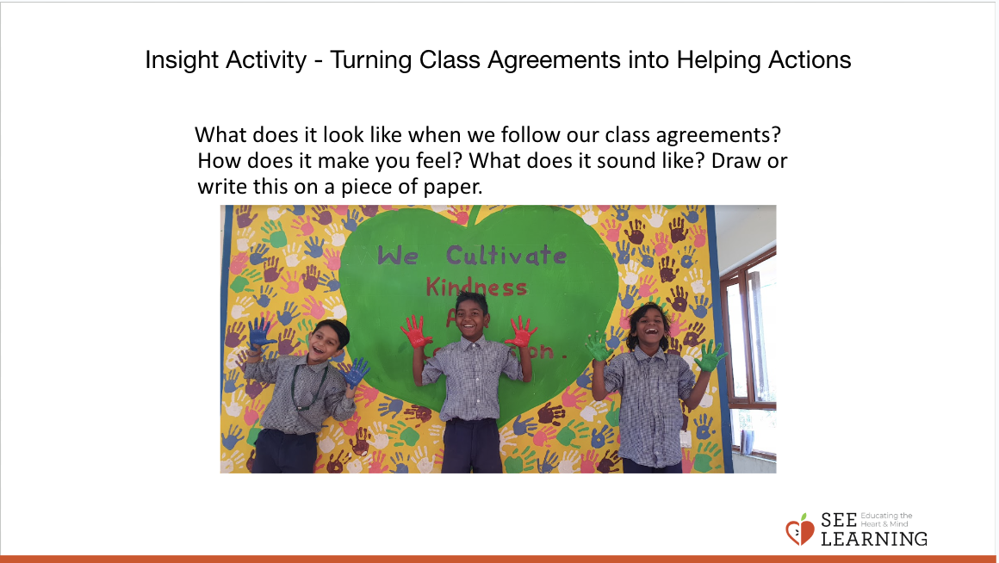 Insight Activity - Turning Class Agreements into Helping Actions
What does it look like when we follow our class agreements?
How does it make you feel? What does it sound like? Draw or
write this on a piece of paper.
We Cultivate
Kindness
on.
SEE Educating the
Heart & Mind
LEARNING